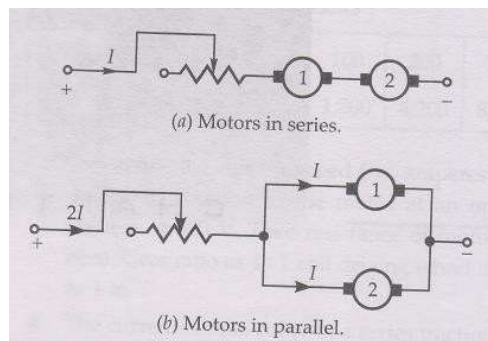 I
1
2
+
−
(a) Motors in series.
I
1
2I
+
−
I
2
(b) Motors in parallel.